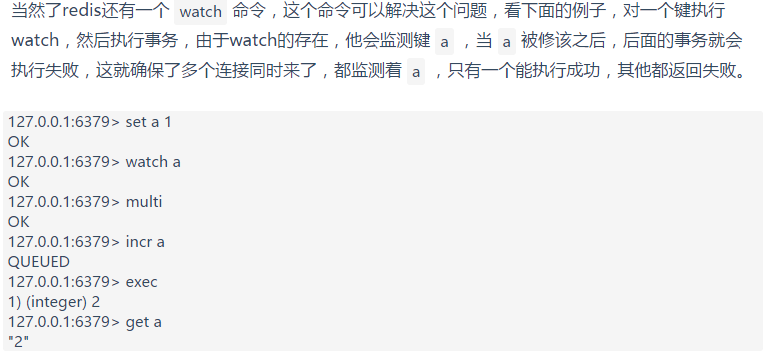 当然了redis还有一个 watch 命令，这个命令可以解决这个问题，看下面的例子，对一个键执行
watch，然后执行事务，由于watch的存在，他会监测键 a ，当 a 被修该之后，后面的事务就会
执行失败，这就确保了多个连接同时来了，都监测着 a ，只有一个能执行成功，其他都返回失败。
127.0.0.1:6379> set a 1
OK
127.0.0.1:6379> watch a
OK
127.0.0.1:6379> multi
OK
127.0.0.1:6379> incr a
QUEUED
127.0.0.1:6379> exec
1) (integer) 2
127.0.0.1:6379> get a
"2"